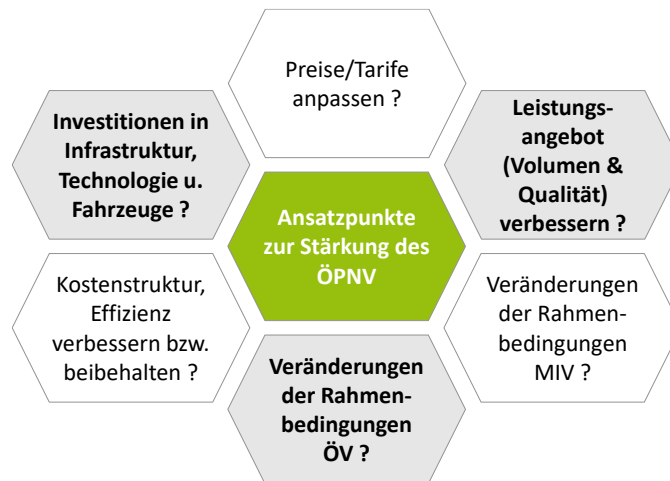 Preise/Tarife
anpassen ?
Investitionen in
Infrastruktur,
Technologie u.
Fahrzeuge ?
Leistungs-
angebot
(Volumen &
Qualität)
verbessern ?
Ansatzpunkte
zur Stärkung des
ÖPNV
Kostenstruktur,
Effizienz
verbessern bzw.
beibehalten ?
Veränderungen
der Rahmen-
bedingungen
MIV ?
Veränderungen
der Rahmen-
bedingungen
ÖV ?